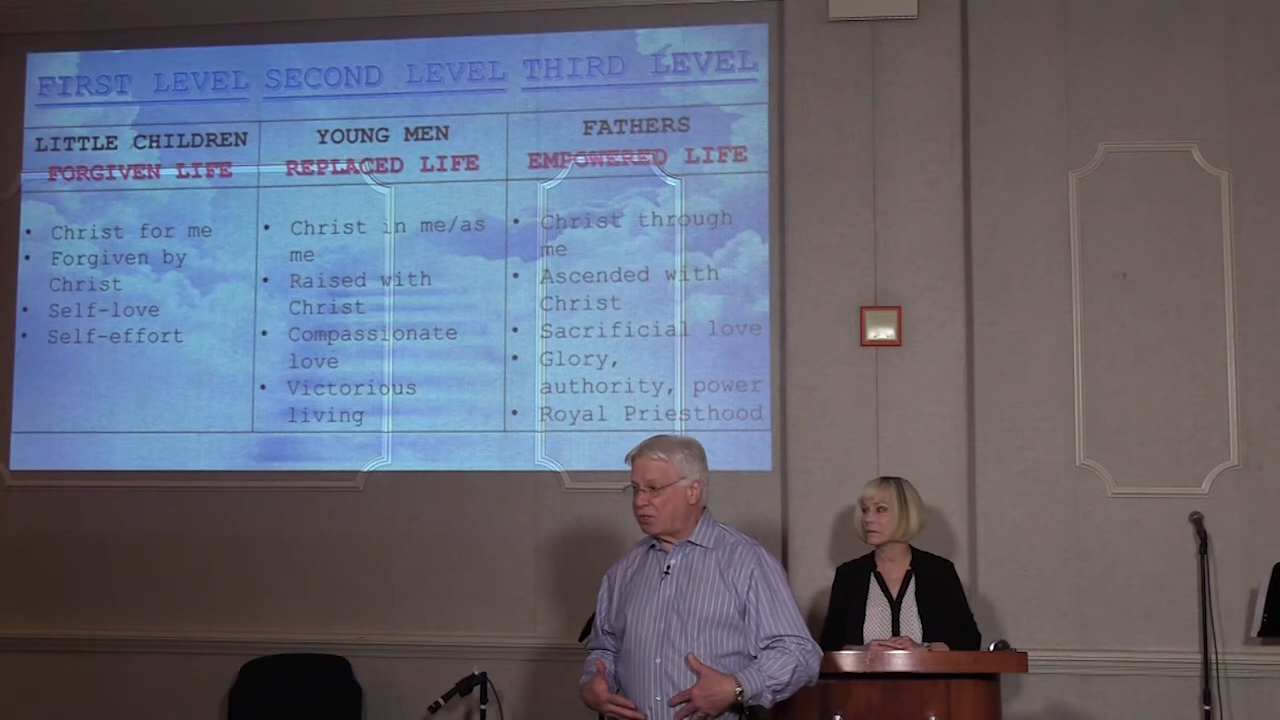 FIRST LEVEL SECOND LEVEL THIRD LEVEL
LITTLE CHILDREN
FORGIVEN LIFE
• Christ for me
• Forgiven by
Christ
• Self-love
• Self-effort
YOUNG MEN
REPLACED LIFE
• Christ in me/as
me
• Raised with
Christ
• Compassionate
love
• Victorious
living
FATHERS
EMPOWERED LIFE
• Christ through
me
• Ascended with
Christ
• Sacrificial love
• Glory,
authority, power
• Royal Priesthood